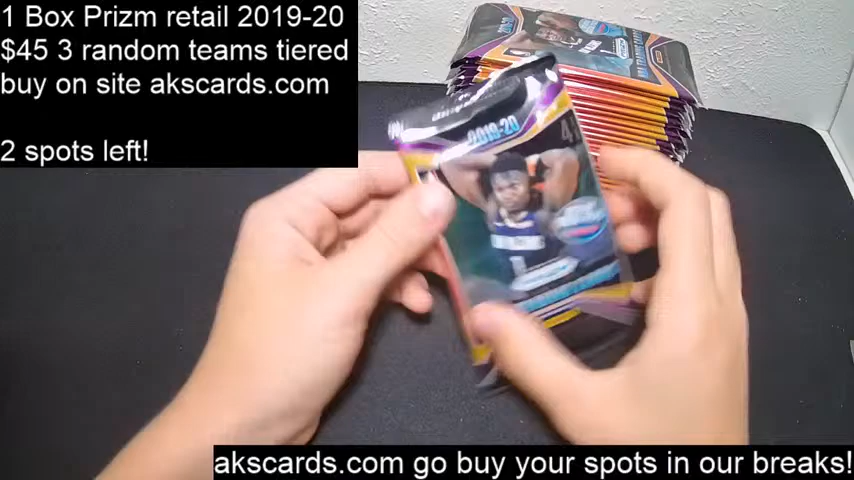 1 Box Prizm retail 2019-20
$45 3 random teams tiered
buy on site akscards.com
2 spots left!
2019-20
akscards.com go buy your spots in our breaks!